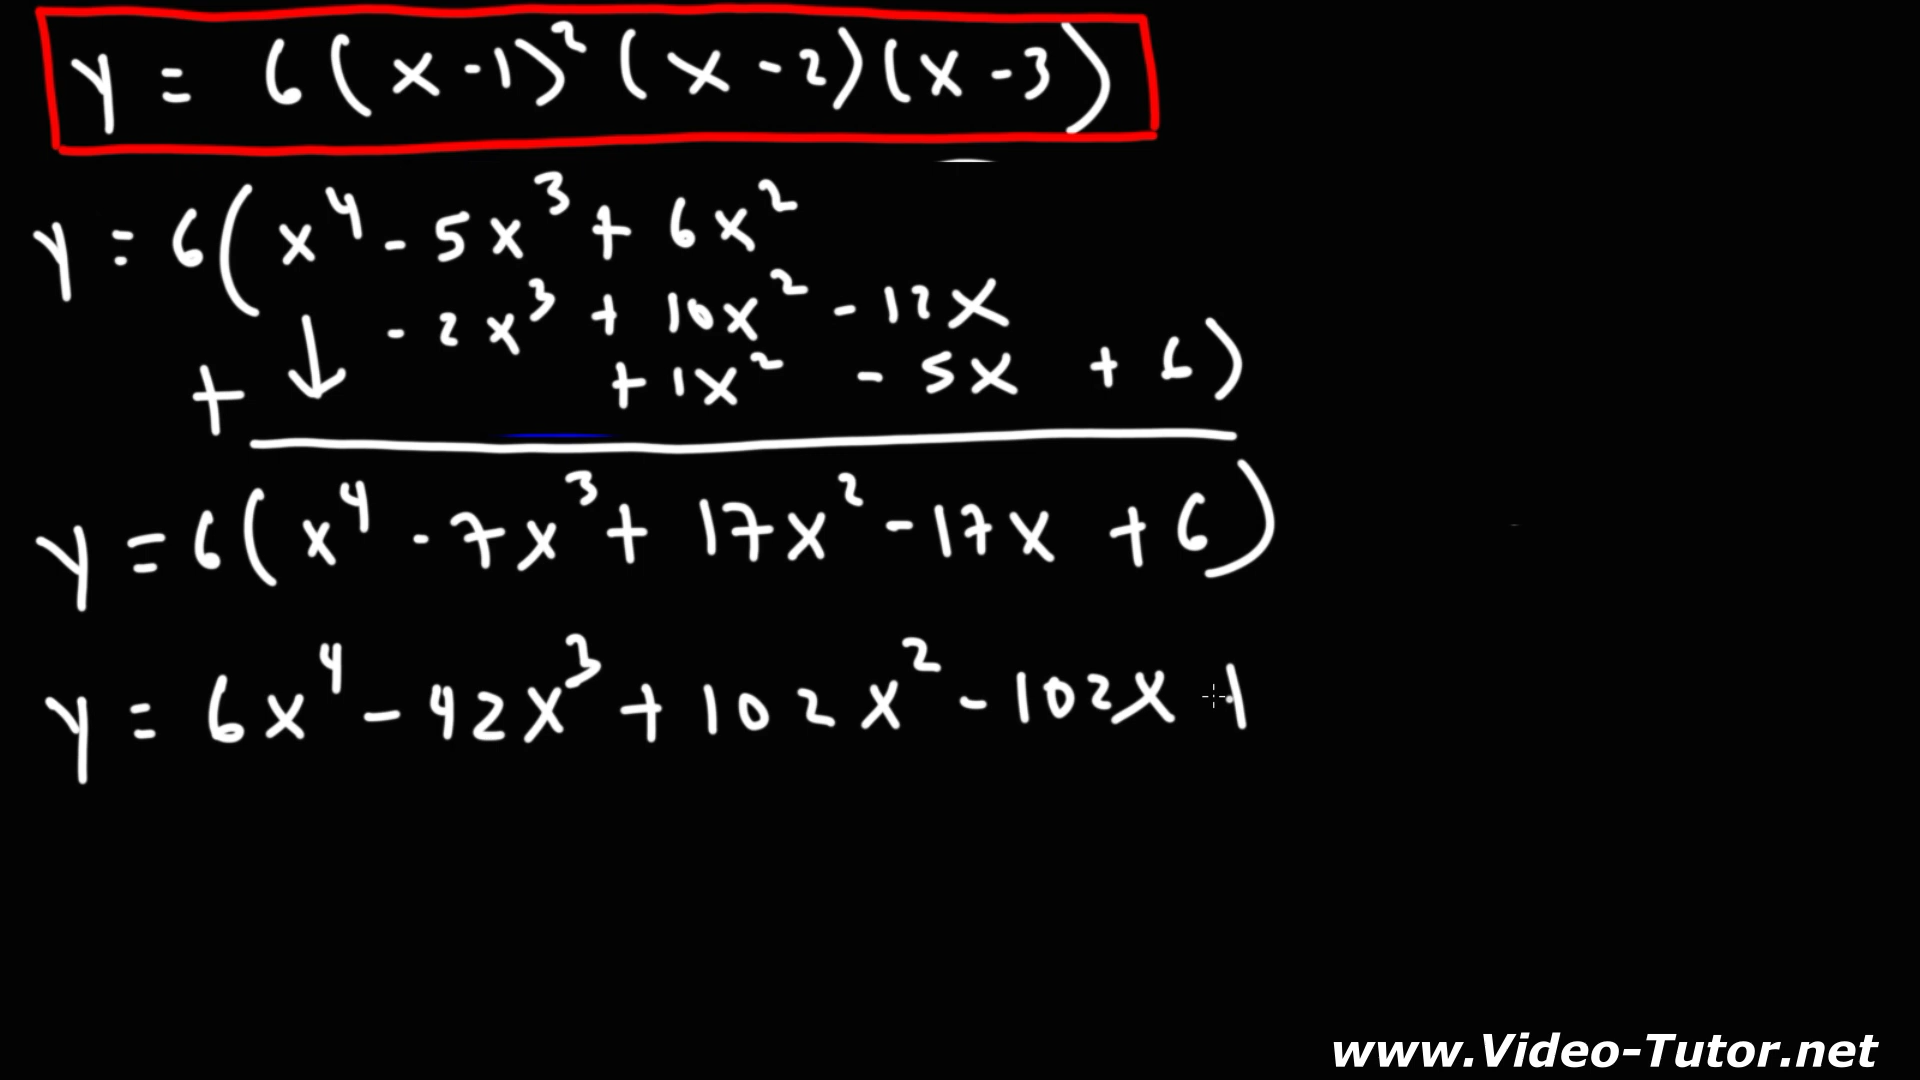 y = 6(x-1)²(x-2)(x-3)
y = 6(x⁴ - 5x³ + 6x²
- 2x³ + 10x² - 12x
+ ↓ + 1x² - 5x + 6)
y = 6(x⁴ - 7x³ + 17x² - 17x + 6)
y = 6x⁴ - 42x³ + 102x² - 102x
www.Video-Tutor.net